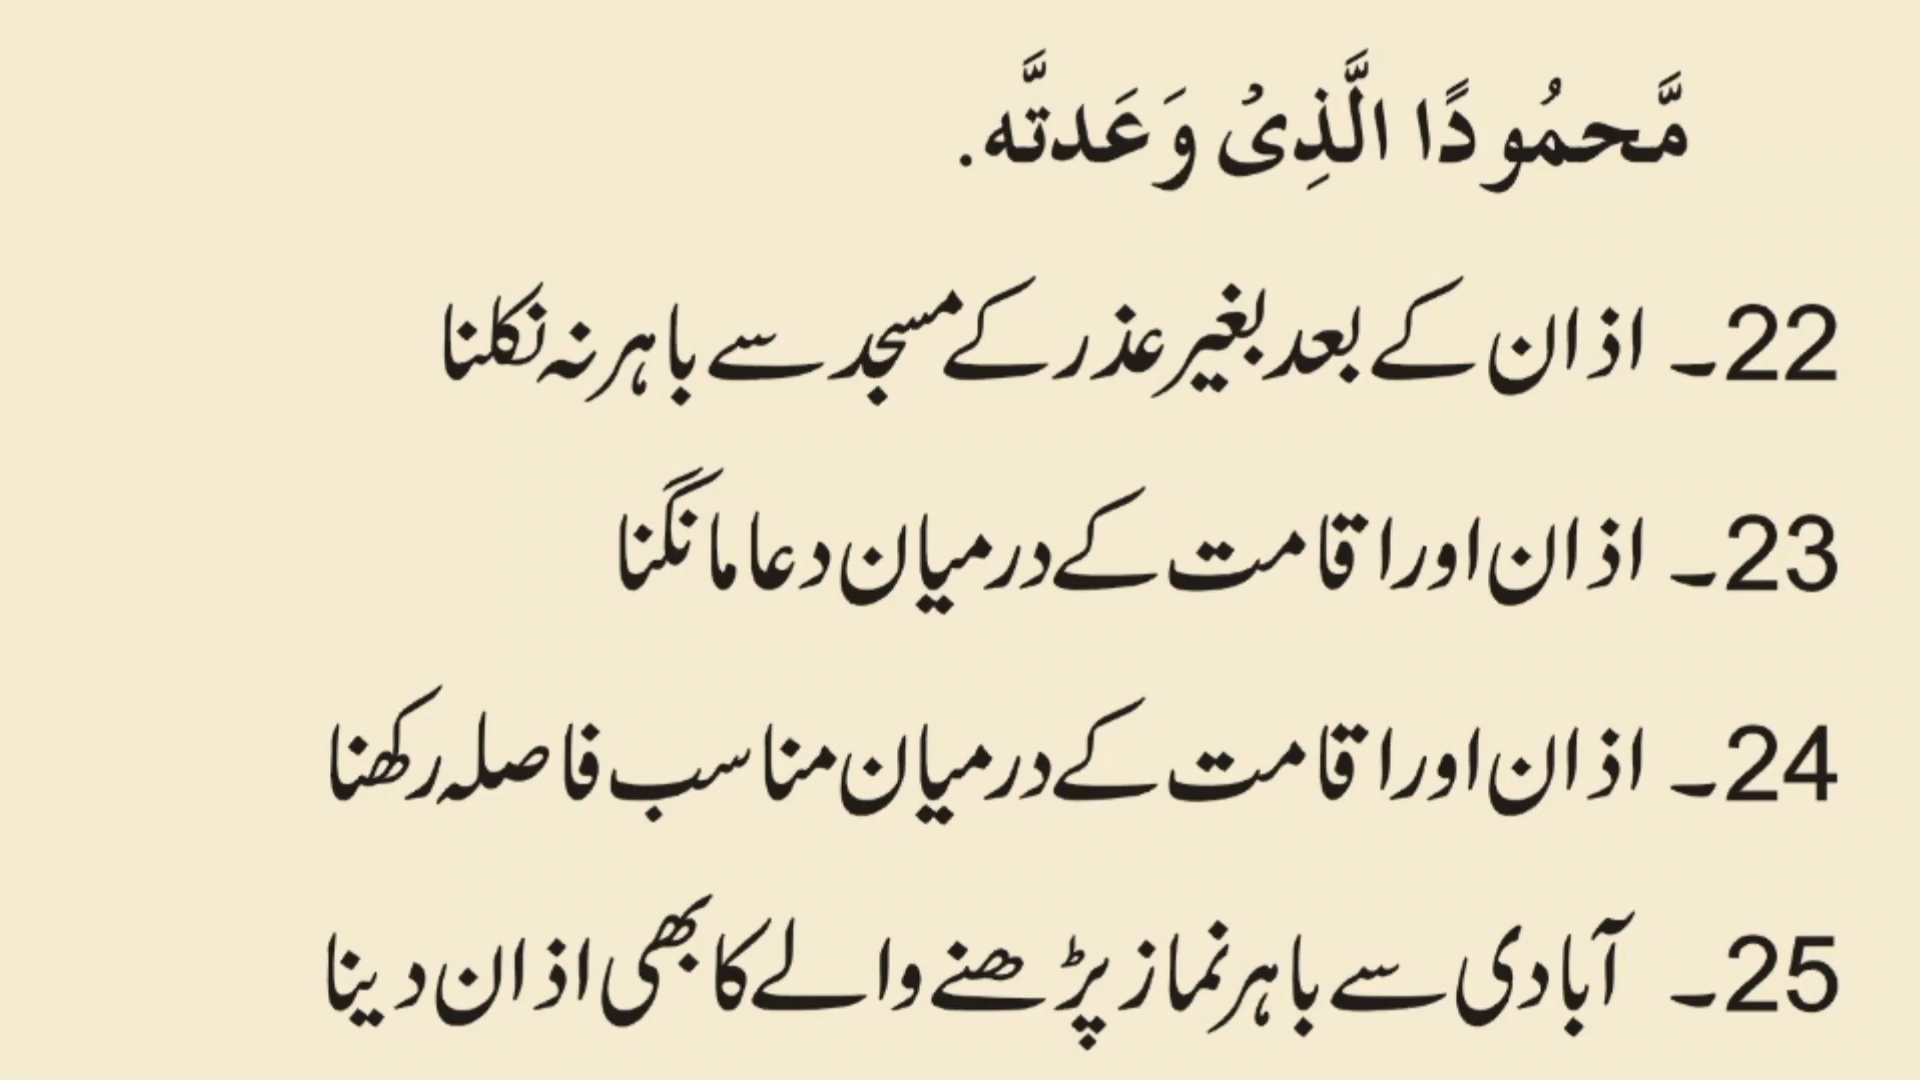 مَّحمُودًا الَّذِیْ وَعَدتَّه.
22۔ اذان کے بعد بغیر عذر کے مسجد سے باہر نہ نکلنا
23۔ اذان اور اقامت کے درمیان دعا مانگنا
24۔ اذان اور اقامت کے درمیان مناسب فاصلہ رکھنا
25۔ آبادی سے باہر نماز پڑھنے والے کا بھی اذان دینا